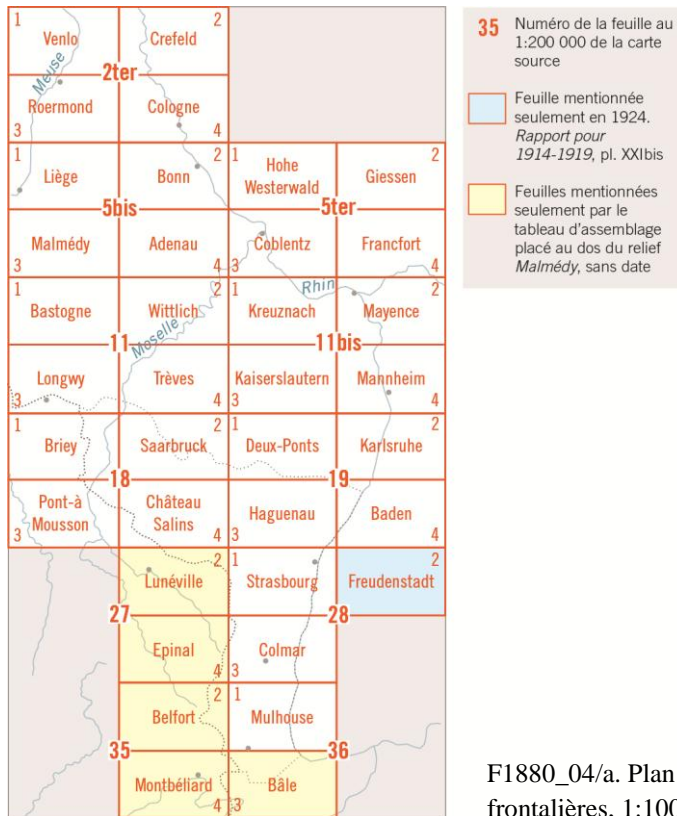 1 2 Venlo Crefeld
2ter
Meuse
Roermond Cologne
3 4
1 2 1 2
Liège Bonn Hohe Westerwald Giessen
5bis 5ter
Malmédy Adenau Coblentz Francfort
3 4 3 4
1 2 1 2
Rhin
Bastogne Wittlich Kreuznach Mayence
11 Moselle 11bis
Longwy Trèves Kaiserslautern Mannheim
3 4 3 4
1 2 1 2
Briey Saarbruck Deux-Ponts Karlsruhe
18 19
Pont-à Mousson Château Salins Haguenau Baden
3 4 3 4
2 1 2
Lunéville Strasbourg Freudenstadt
27 28
Epinal Colmar
4 3
2 1
Belfort Mulhouse
35 36
Montbéliard Bâle
4 3
35 Numéro de la feuille au
1:200 000 de la carte
source
Feuille mentionnée
seulement en 1924.
Rapport pour
1914-1919, pl. XXIbis
Feuilles mentionnées
seulement par le
tableau d'assemblage
placé au dos du relief
Malmédy, sans date
F1880_04/a. Plan
frontalières. 1:100